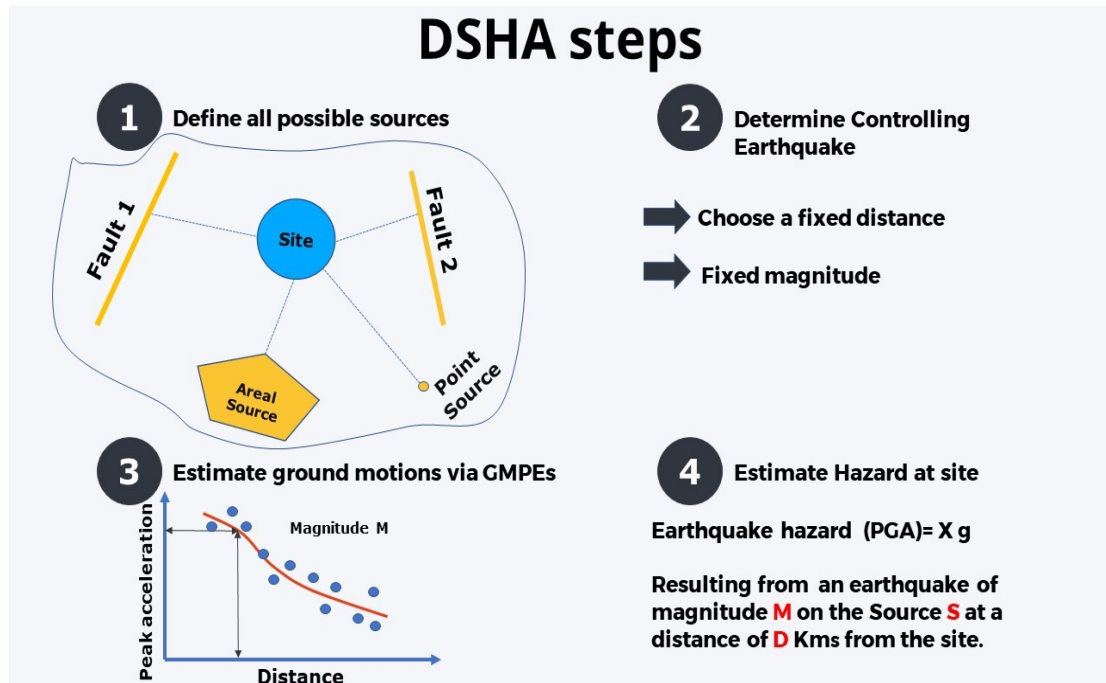 DSHA steps
1
Define all possible sources
Fault 1
Site
Fault 2
Areal
Source
Point
Source
2
Determine Controlling
Earthquake
Choose a fixed distance
Fixed magnitude
3
Estimate ground motions via GMPEs
Peak acceleration
Magnitude M
Distance
4
Estimate Hazard at site
Earthquake hazard (PGA)= X g
Resulting from an earthquake of
magnitude M on the Source S at a
distance of D Kms from the site.